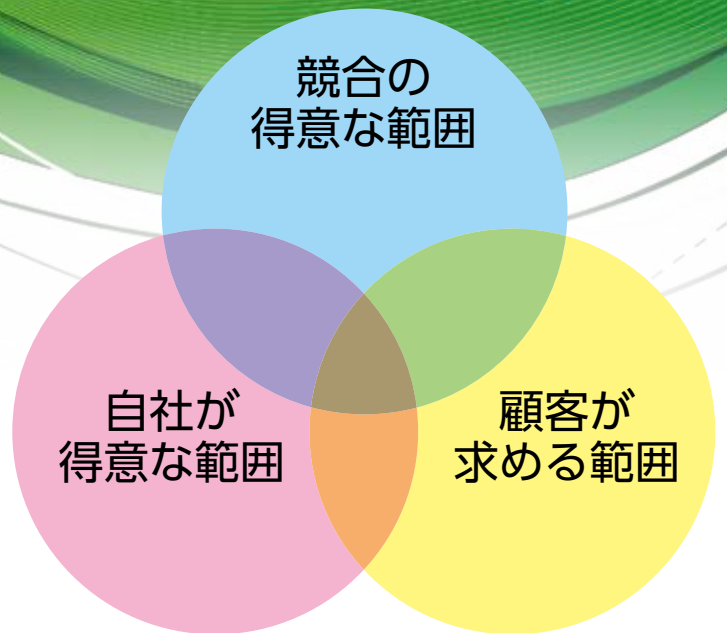 競合の
得意な範囲
自社が
得意な範囲
顧客が
求める範囲